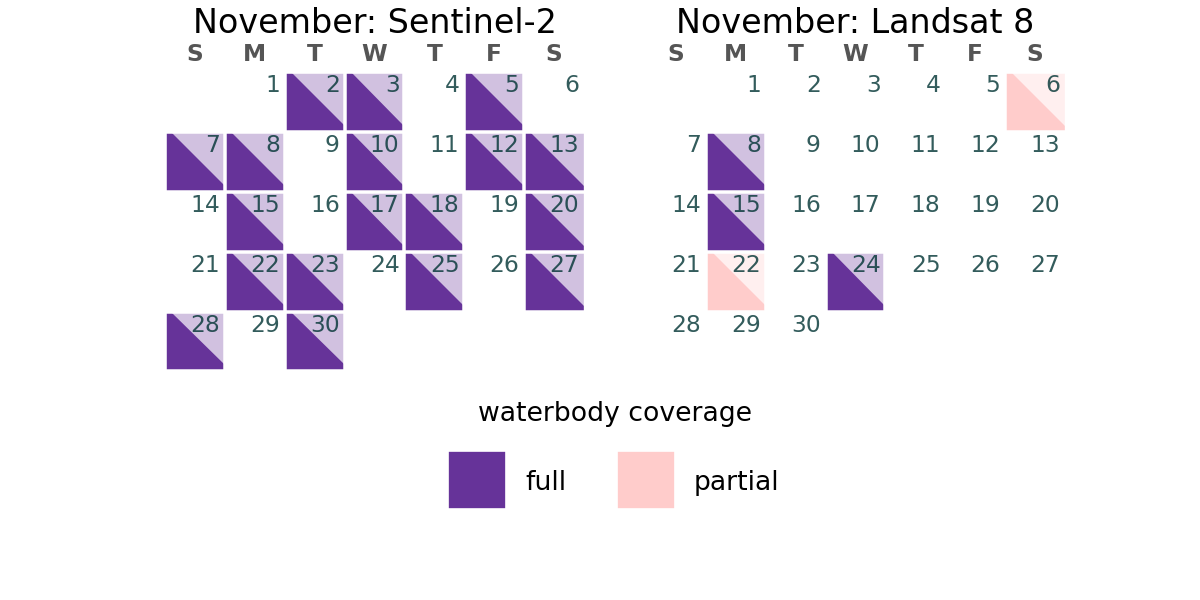 November: Sentinel-2
S M T W T F S
1 2 3 4 5 6
7 8 9 10 11 12 13
14 15 16 17 18 19 20
21 22 23 24 25 26 27
28 29 30
November: Landsat 8
S M T W T F S
1 2 3 4 5 6
7 8 9 10 11 12 13
14 15 16 17 18 19 20
21 22 23 24 25 26 27
28 29 30
waterbody coverage
full partial